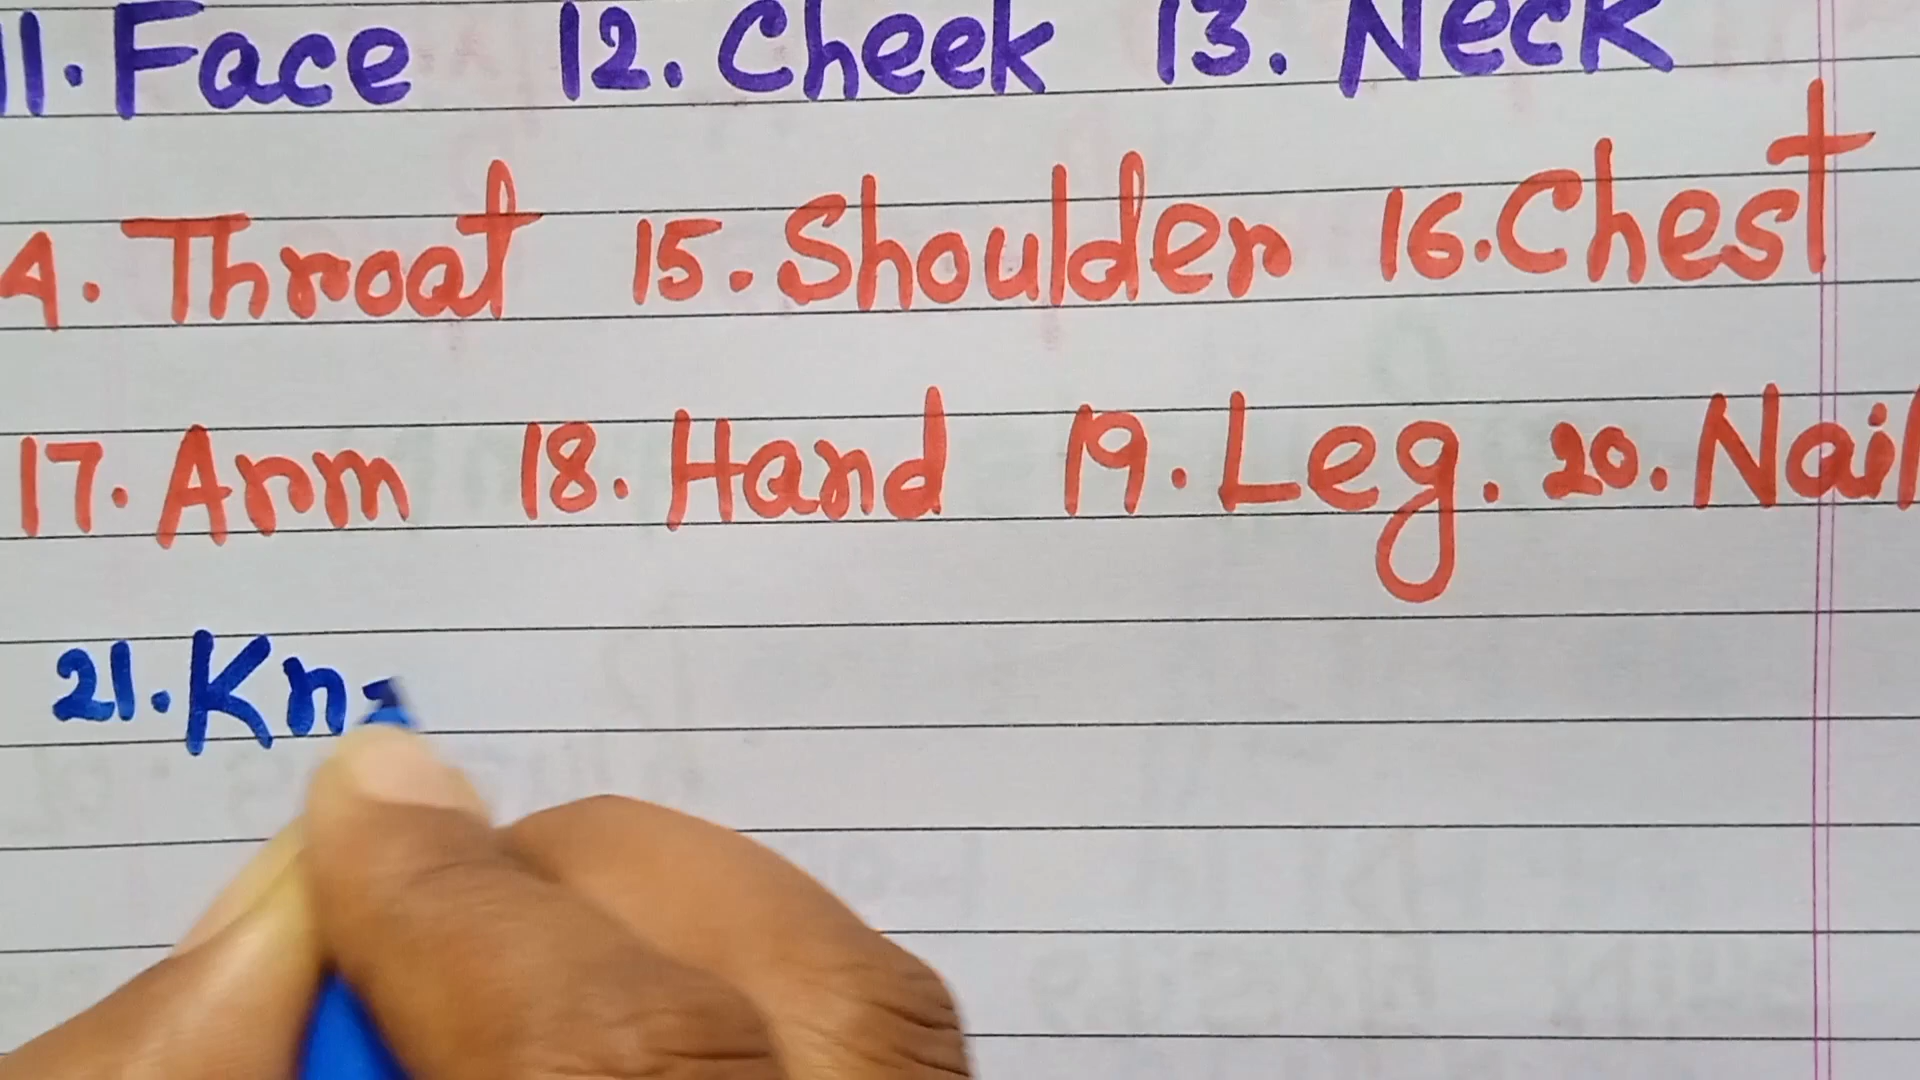 11. Face 12. Cheek 13. Neck
4. Throat 15. Shoulder 16. Chest
17. Arm 18. Hand 19. Leg. 20. Nail
21. Kn